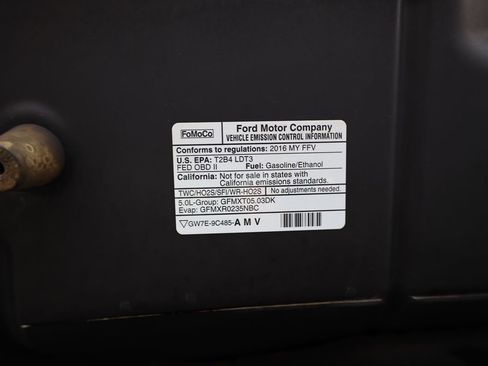 FoMoCo
Ford Motor Company
VEHICLE EMISSION CONTROL INFORMATION
Conforms to regulations: 2016 MY FFV
U.S. EPA: T2B4 LDT3
FED OBD II Fuel: Gasoline/Ethanol
California: Not for sale in states with
California emissions standards.
TWC/HO2S/SFI/WR-HO2S No adjustments needed.
5.0L-Group: GFMXT05.03DK
Evap: GFMXR0235NBC
GW7E-9C485-AMV